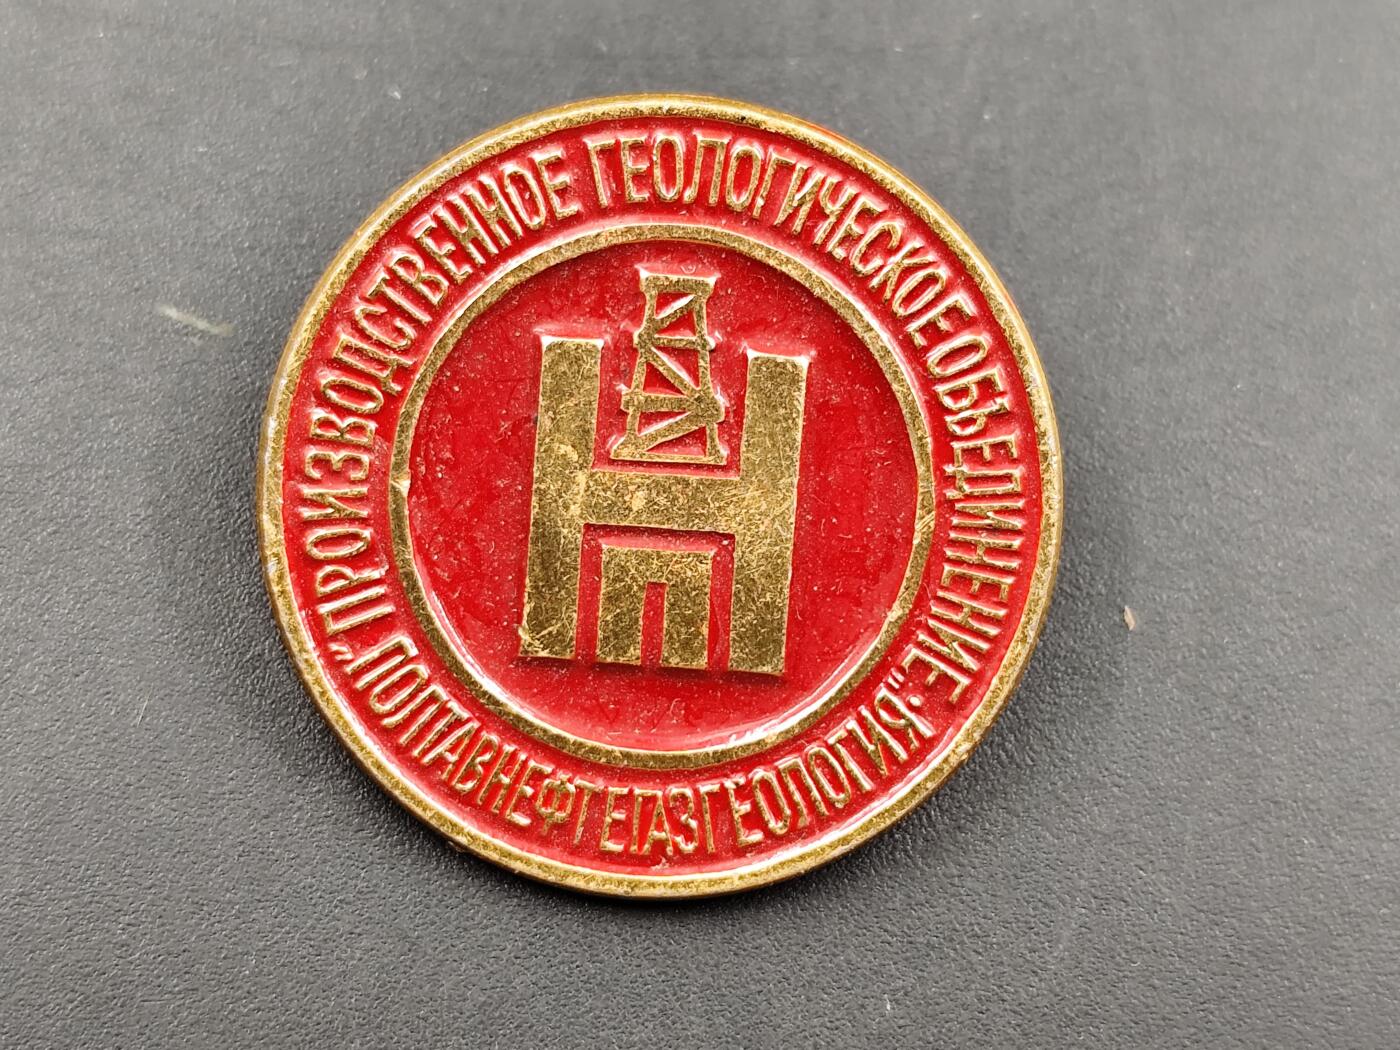 ПРОИЗВОДСТВЕННОЕ ГЕОЛОГИЧЕСКОЕ ОБЪЕДИНЕНИЕ
„ПОЛТАВНЕФТЕГАЗГЕОЛОГИЯ“
Н
П